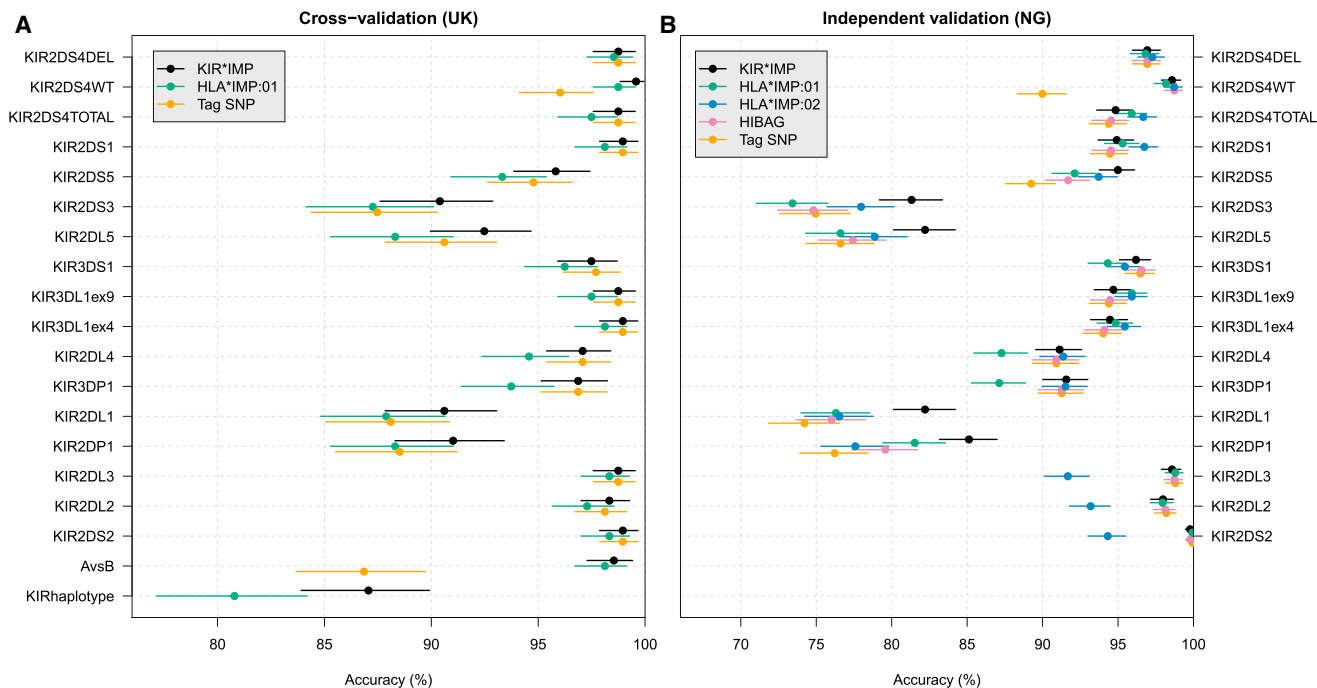 A
Cross−validation (UK)
KIR2DS4DEL
KIR2DS4WT
KIR2DS4TOTAL
KIR2DS1
KIR2DS5
KIR2DS3
KIR2DL5
KIR3DS1
KIR3DL1ex9
KIR3DL1ex4
KIR2DL4
KIR3DP1
KIR2DL1
KIR2DP1
KIR2DL3
KIR2DL2
KIR2DS2
AvsB
KIRhaplotype
KIR*IMP
HLA*IMP:01
Tag SNP
80 85 90 95 100
Accuracy (%)
B
Independent validation (NG)
KIR*IMP
HLA*IMP:01
HLA*IMP:02
HIBAG
Tag SNP
KIR2DS4DEL
KIR2DS4WT
KIR2DS4TOTAL
KIR2DS1
KIR2DS5
KIR2DS3
KIR2DL5
KIR3DS1
KIR3DL1ex9
KIR3DL1ex4
KIR2DL4
KIR3DP1
KIR2DL1
KIR2DP1
KIR2DL3
KIR2DL2
KIR2DS2
70 75 80 85 90 95 100
Accuracy (%)